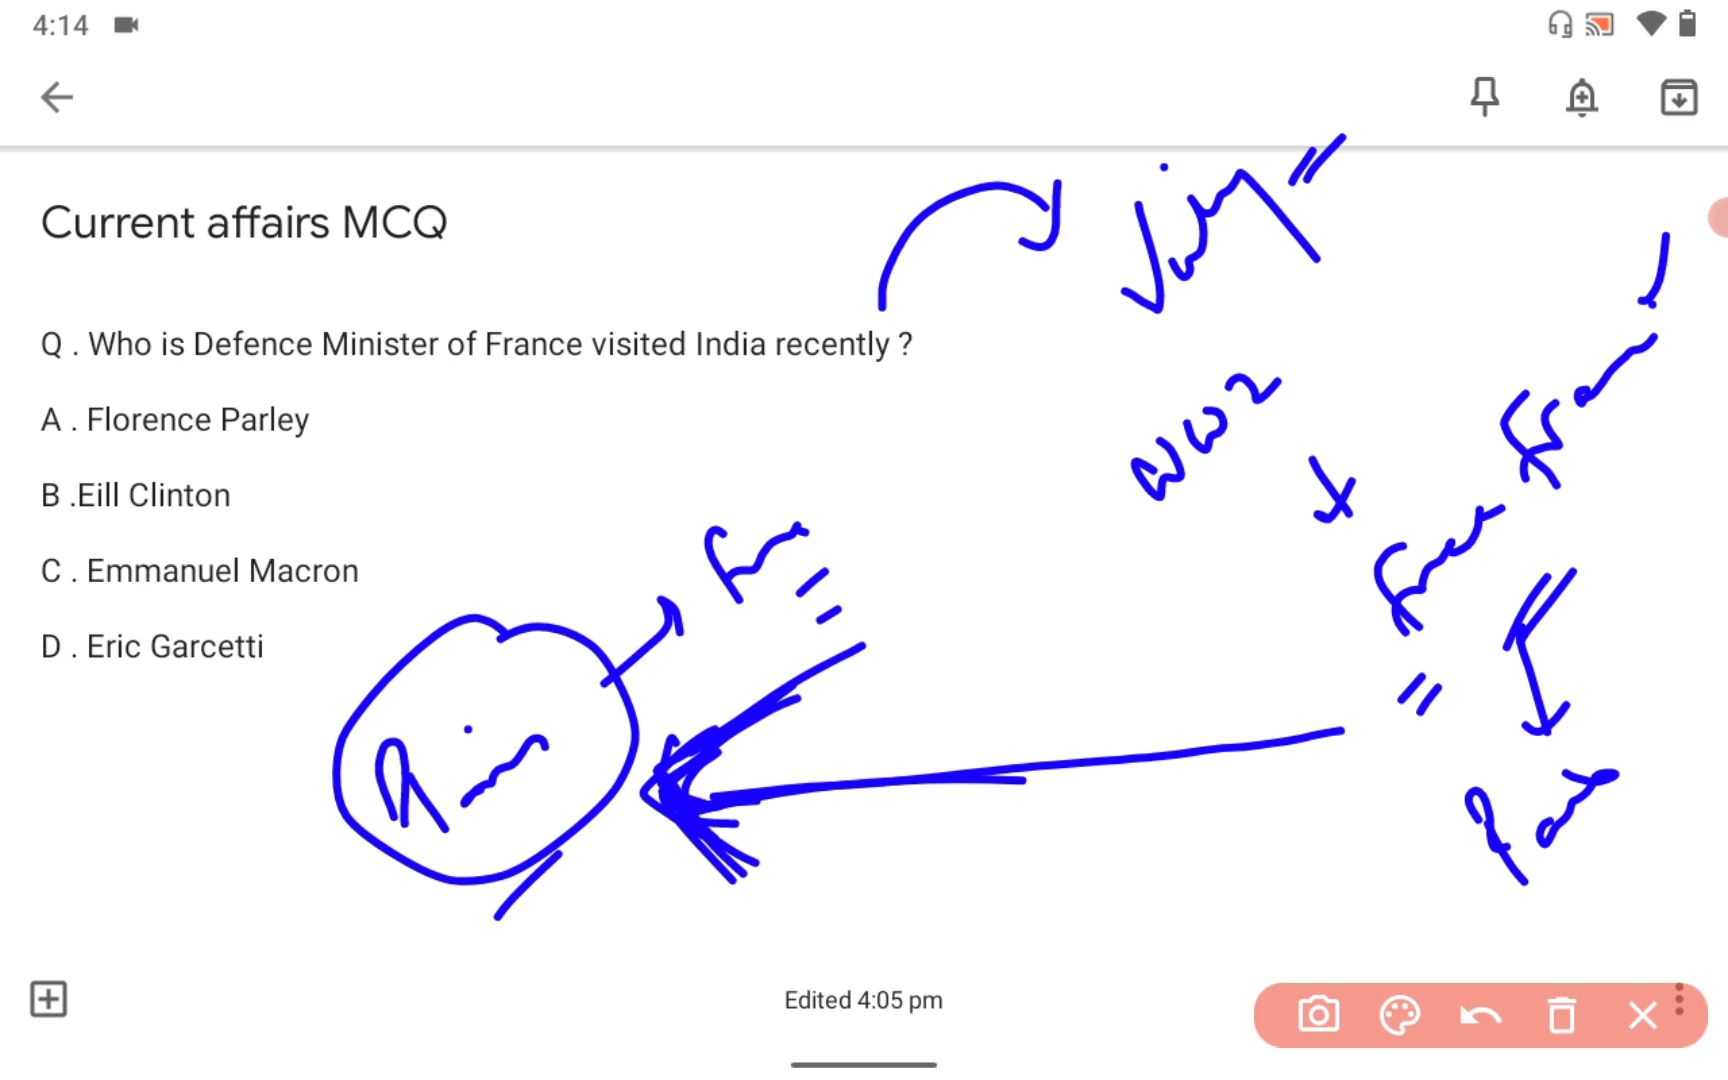 4:14
Current affairs MCQ
Q . Who is Defence Minister of France visited India recently ?
A . Florence Parley
B .Eill Clinton
C . Emmanuel Macron
D . Eric Garcetti
Edited 4:05 pm